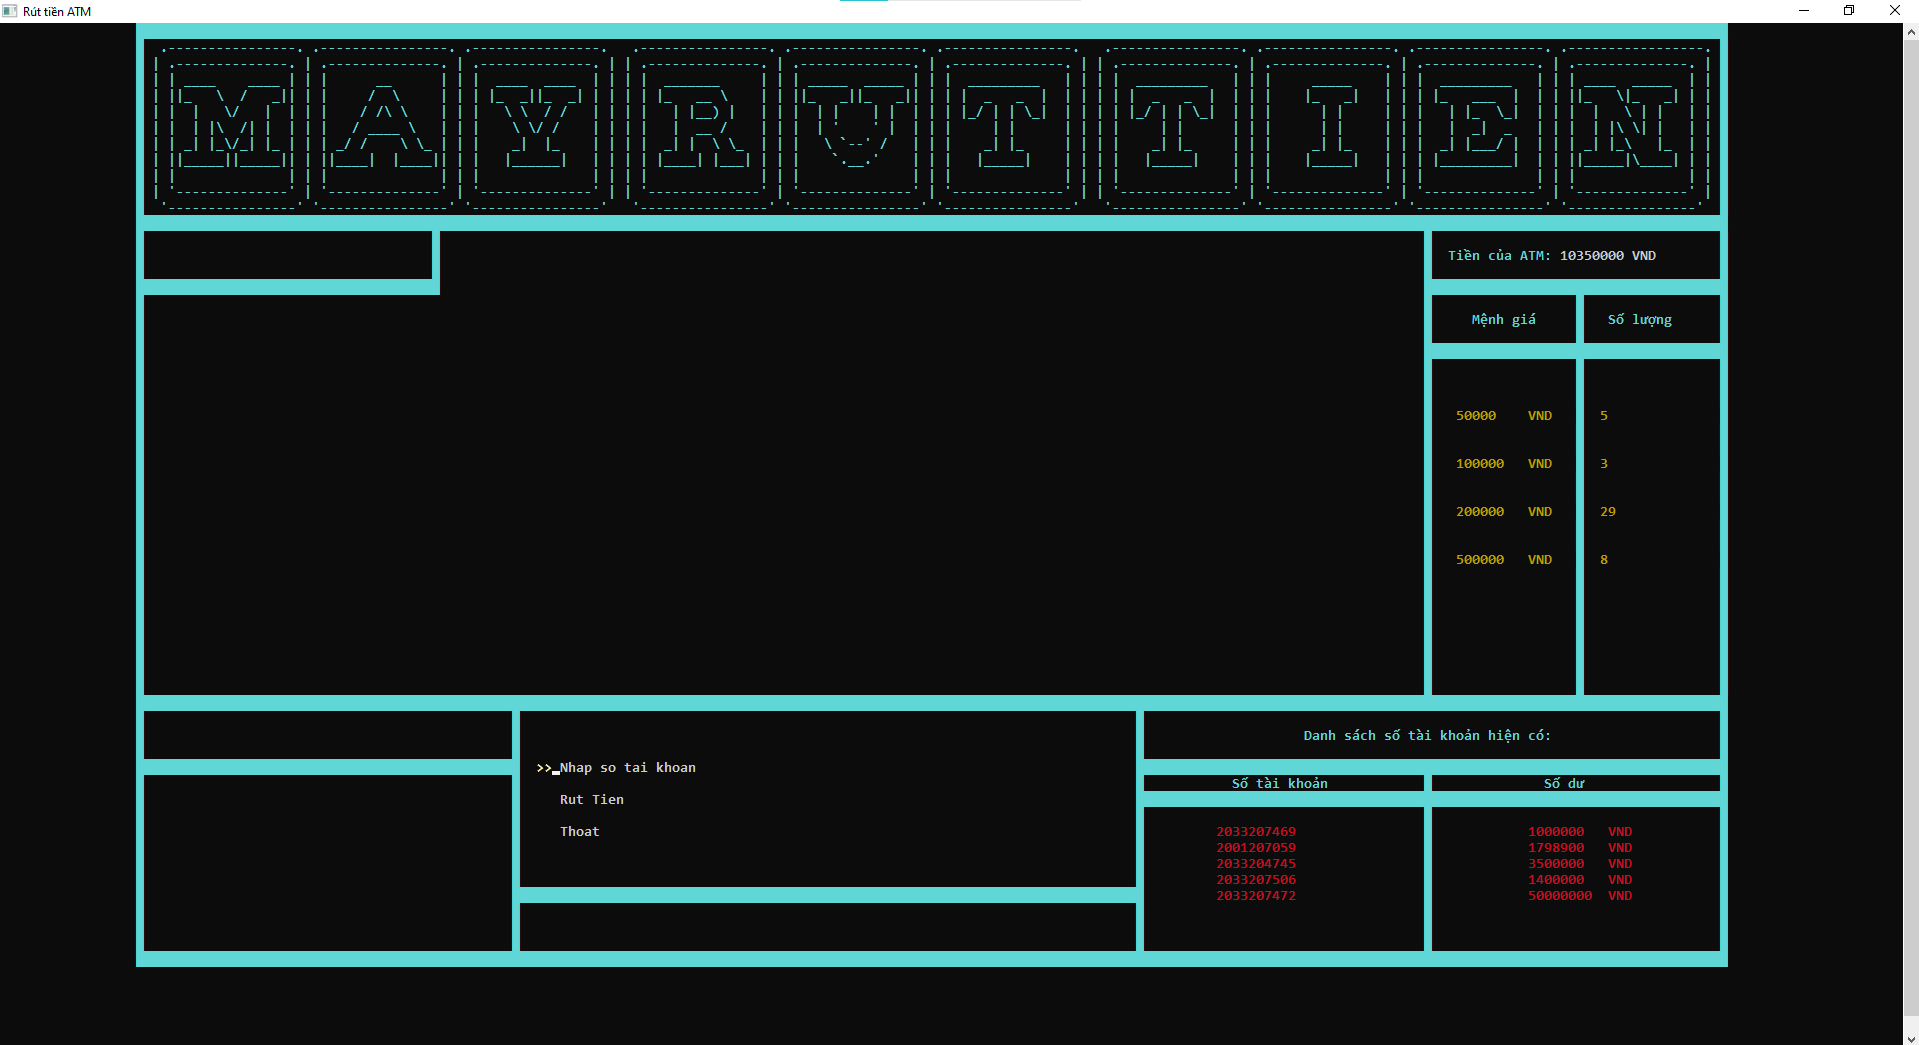 Rút tiền ATM
MAY RUT TIEN
Tiền của ATM: 10350000 VND
Mệnh giá Số lượng
50000 VND 5
100000 VND 3
200000 VND 29
500000 VND 8
>>_Nhap so tai khoan
Rut Tien
Thoat
Danh sách số tài khoản hiện có:
Số tài khoản Số dư
2033207469 1000000 VND
2001207059 1798900 VND
2033204745 3500000 VND
2033207506 1400000 VND
2033207472 50000000 VND